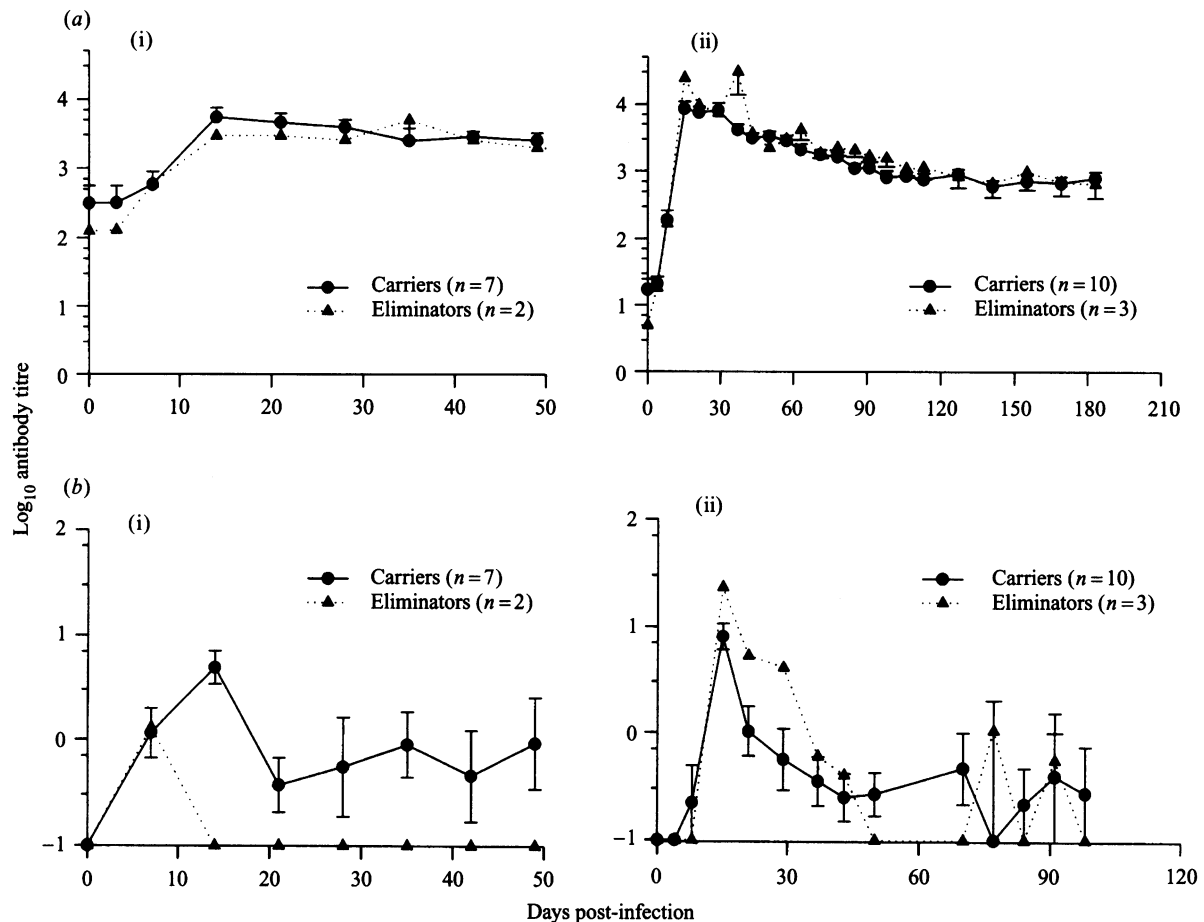 (a)
(i)
4
3
2
1
0
Carriers (n=7)
Eliminators (n=2)
0 10 20 30 40 50
(ii)
4
3
2
1
0
Carriers (n=10)
Eliminators (n=3)
0 30 60 90 120 150 180 210
Log10 antibody titre
(b)
(i)
2
1
0
−1
Carriers (n=7)
Eliminators (n=2)
0 10 20 30 40 50
(ii)
2
1
0
−1
Carriers (n=10)
Eliminators (n=3)
0 30 60 90 120
Days post-infection